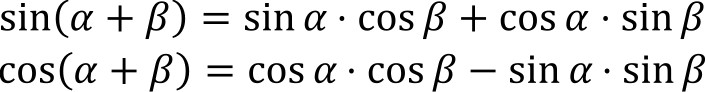 sin(α + β) = sin α · cos β + cos α · sin β
cos(α + β) = cos α · cos β − sin α · sin β